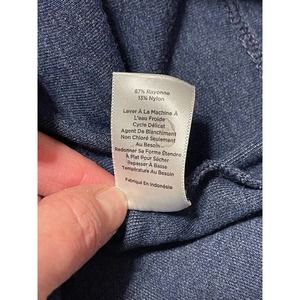 87% Rayonne
13% Nylon
Laver À La Machine À
L'eau Froide
Cycle Délicat
Agent De Blanchiment
Non Chloré Seulement
Au Besoin
Redonner Sa Forme Étendre
À Plat Pour Sécher
Repasser À Basse
Température Au Besoin
Fabriqué En Indonésie